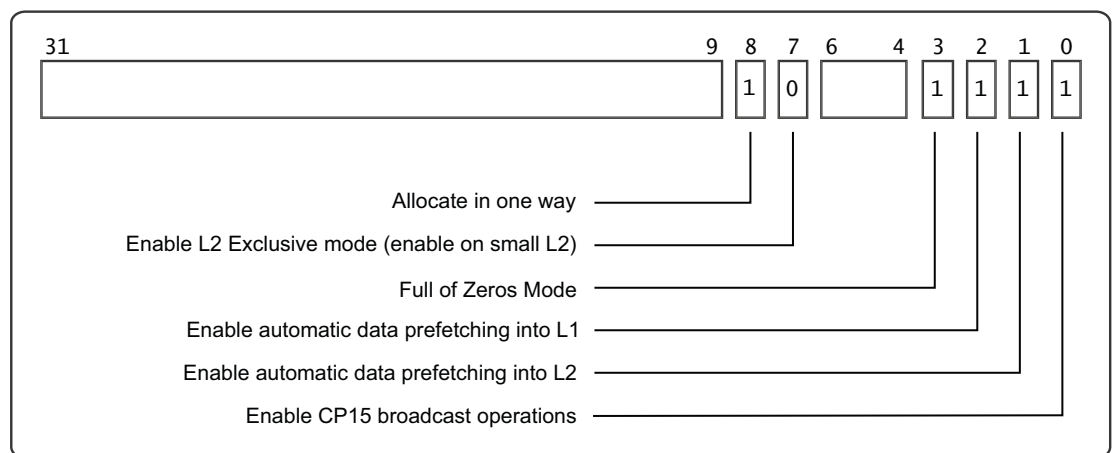 31 9 8 7 6 4 3 2 1 0
1 0 1 1 1 1
Allocate in one way
Enable L2 Exclusive mode (enable on small L2)
Full of Zeros Mode
Enable automatic data prefetching into L1
Enable automatic data prefetching into L2
Enable CP15 broadcast operations